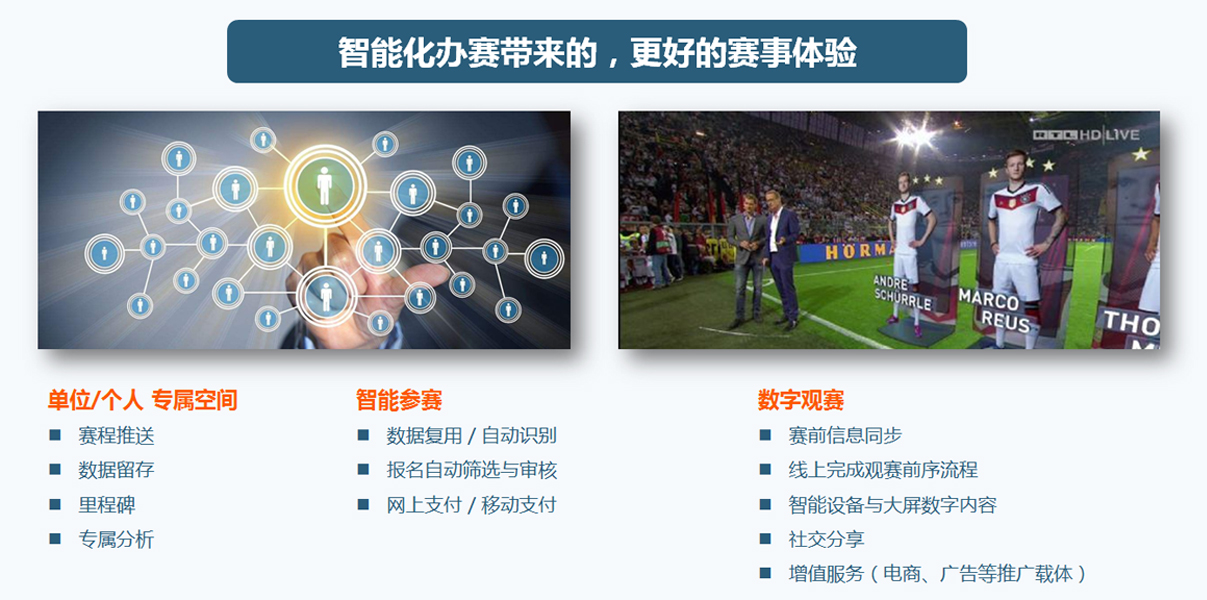 智能化办赛带来的，更好的赛事体验
RTL HD LIVE
HÖRMA
ANDRE
SCHÜRRLE
MARCO
REUS
THO
M
单位/个人 专属空间
■ 赛程推送
■ 数据留存
■ 里程碑
■ 专属分析
智能参赛
■ 数据复用 / 自动识别
■ 报名自动筛选与审核
■ 网上支付 / 移动支付
数字观赛
■ 赛前信息同步
■ 线上完成观赛前序流程
■ 智能设备与大屏数字内容
■ 社交分享
■ 增值服务（电商、广告等推广载体）